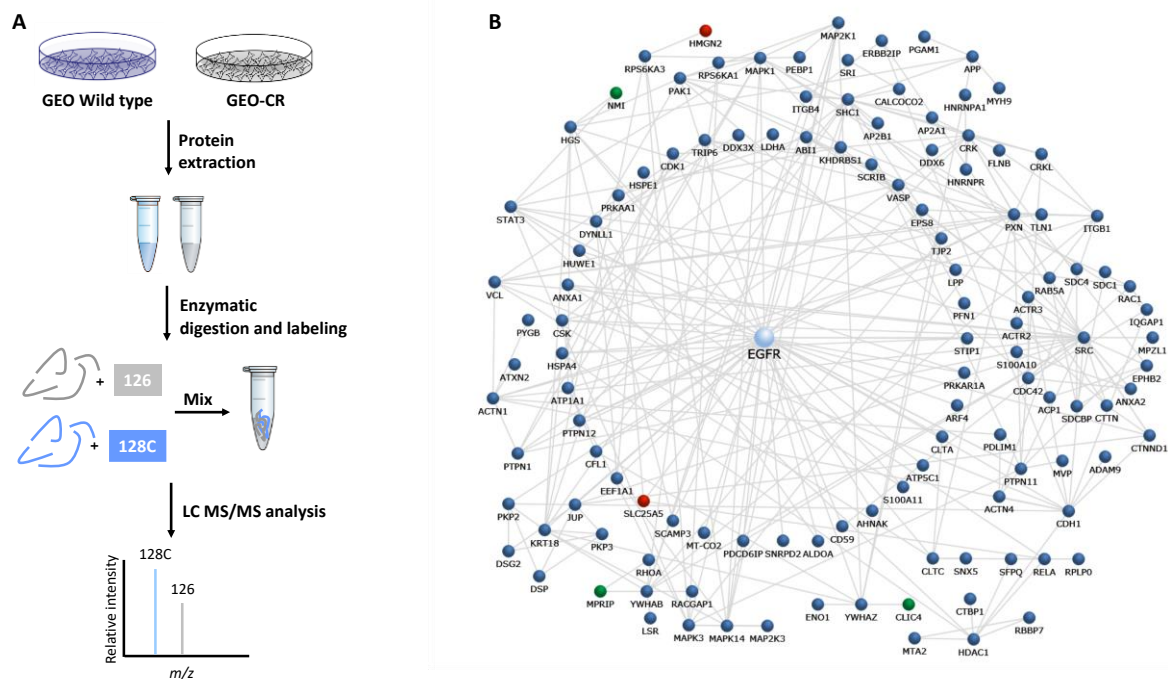 A
GEO Wild type
GEO-CR
Protein
extraction
Enzymatic
digestion and labeling
+ 126
Mix
+ 128C
LC MS/MS analysis
128C
126
Relative intensity
m/z
B
MAP2K1
HMGN2
ERBB2IP
PGAM1
RPS6KA3
RPS6KA1
MAPK1
PEBP1
SRI
APP
PAK1
NMI
ITGB4
SHC1
CALCOCO2
HNRNPA1
MYH9
HGS
TRIP6
DDX3X
LDHA
ABI1
AP2B1
AP2A1
CRK
CDK1
KHDRBS1
DDX6
FLNB
CRKL
HSPE1
SCRIB
HNRNPR
PRKAA1
VASP
STAT3
DYNLL1
EPS8
PXN
TLN1
ITGB1
HUWE1
TJP2
VCL
ANXA1
LPP
RAB5A
SDC4
SDC1
RAC1
PYGB
CSK
PFN1
ACTR3
IQGAP1
EGFR
ACTR2
ATXN2
HSPA4
STIP1
SRC
MPZL1
S100A10
ACTN1
ATP1A1
PRKAR1A
CDC42
EPHB2
PTPN12
ARF4
ACP1
SDCBP
CTTN
ANXA2
PTPN1
CFL1
CLTA
PDLIM1
CTNND1
EEF1A1
ATP5C1
PTPN11
MVP
ADAM9
PKP2
JUP
SLC25A5
S100A11
ACTN4
CDH1
KRT18
PKP3
SCAMP3
MT-CO2
PDCD6IP
SNRPD2
ALDOA
CD59
AHNAK
DSG2
DSP
RHOA
CLTC
SNX5
SFPQ
RELA
RPLP0
MPRIP
YWHAB
RACGAP1
ENO1
YWHAZ
CLIC4
CTBP1
RBBP7
LSR
MAPK3
MAPK14
MAP2K3
MTA2
HDAC1